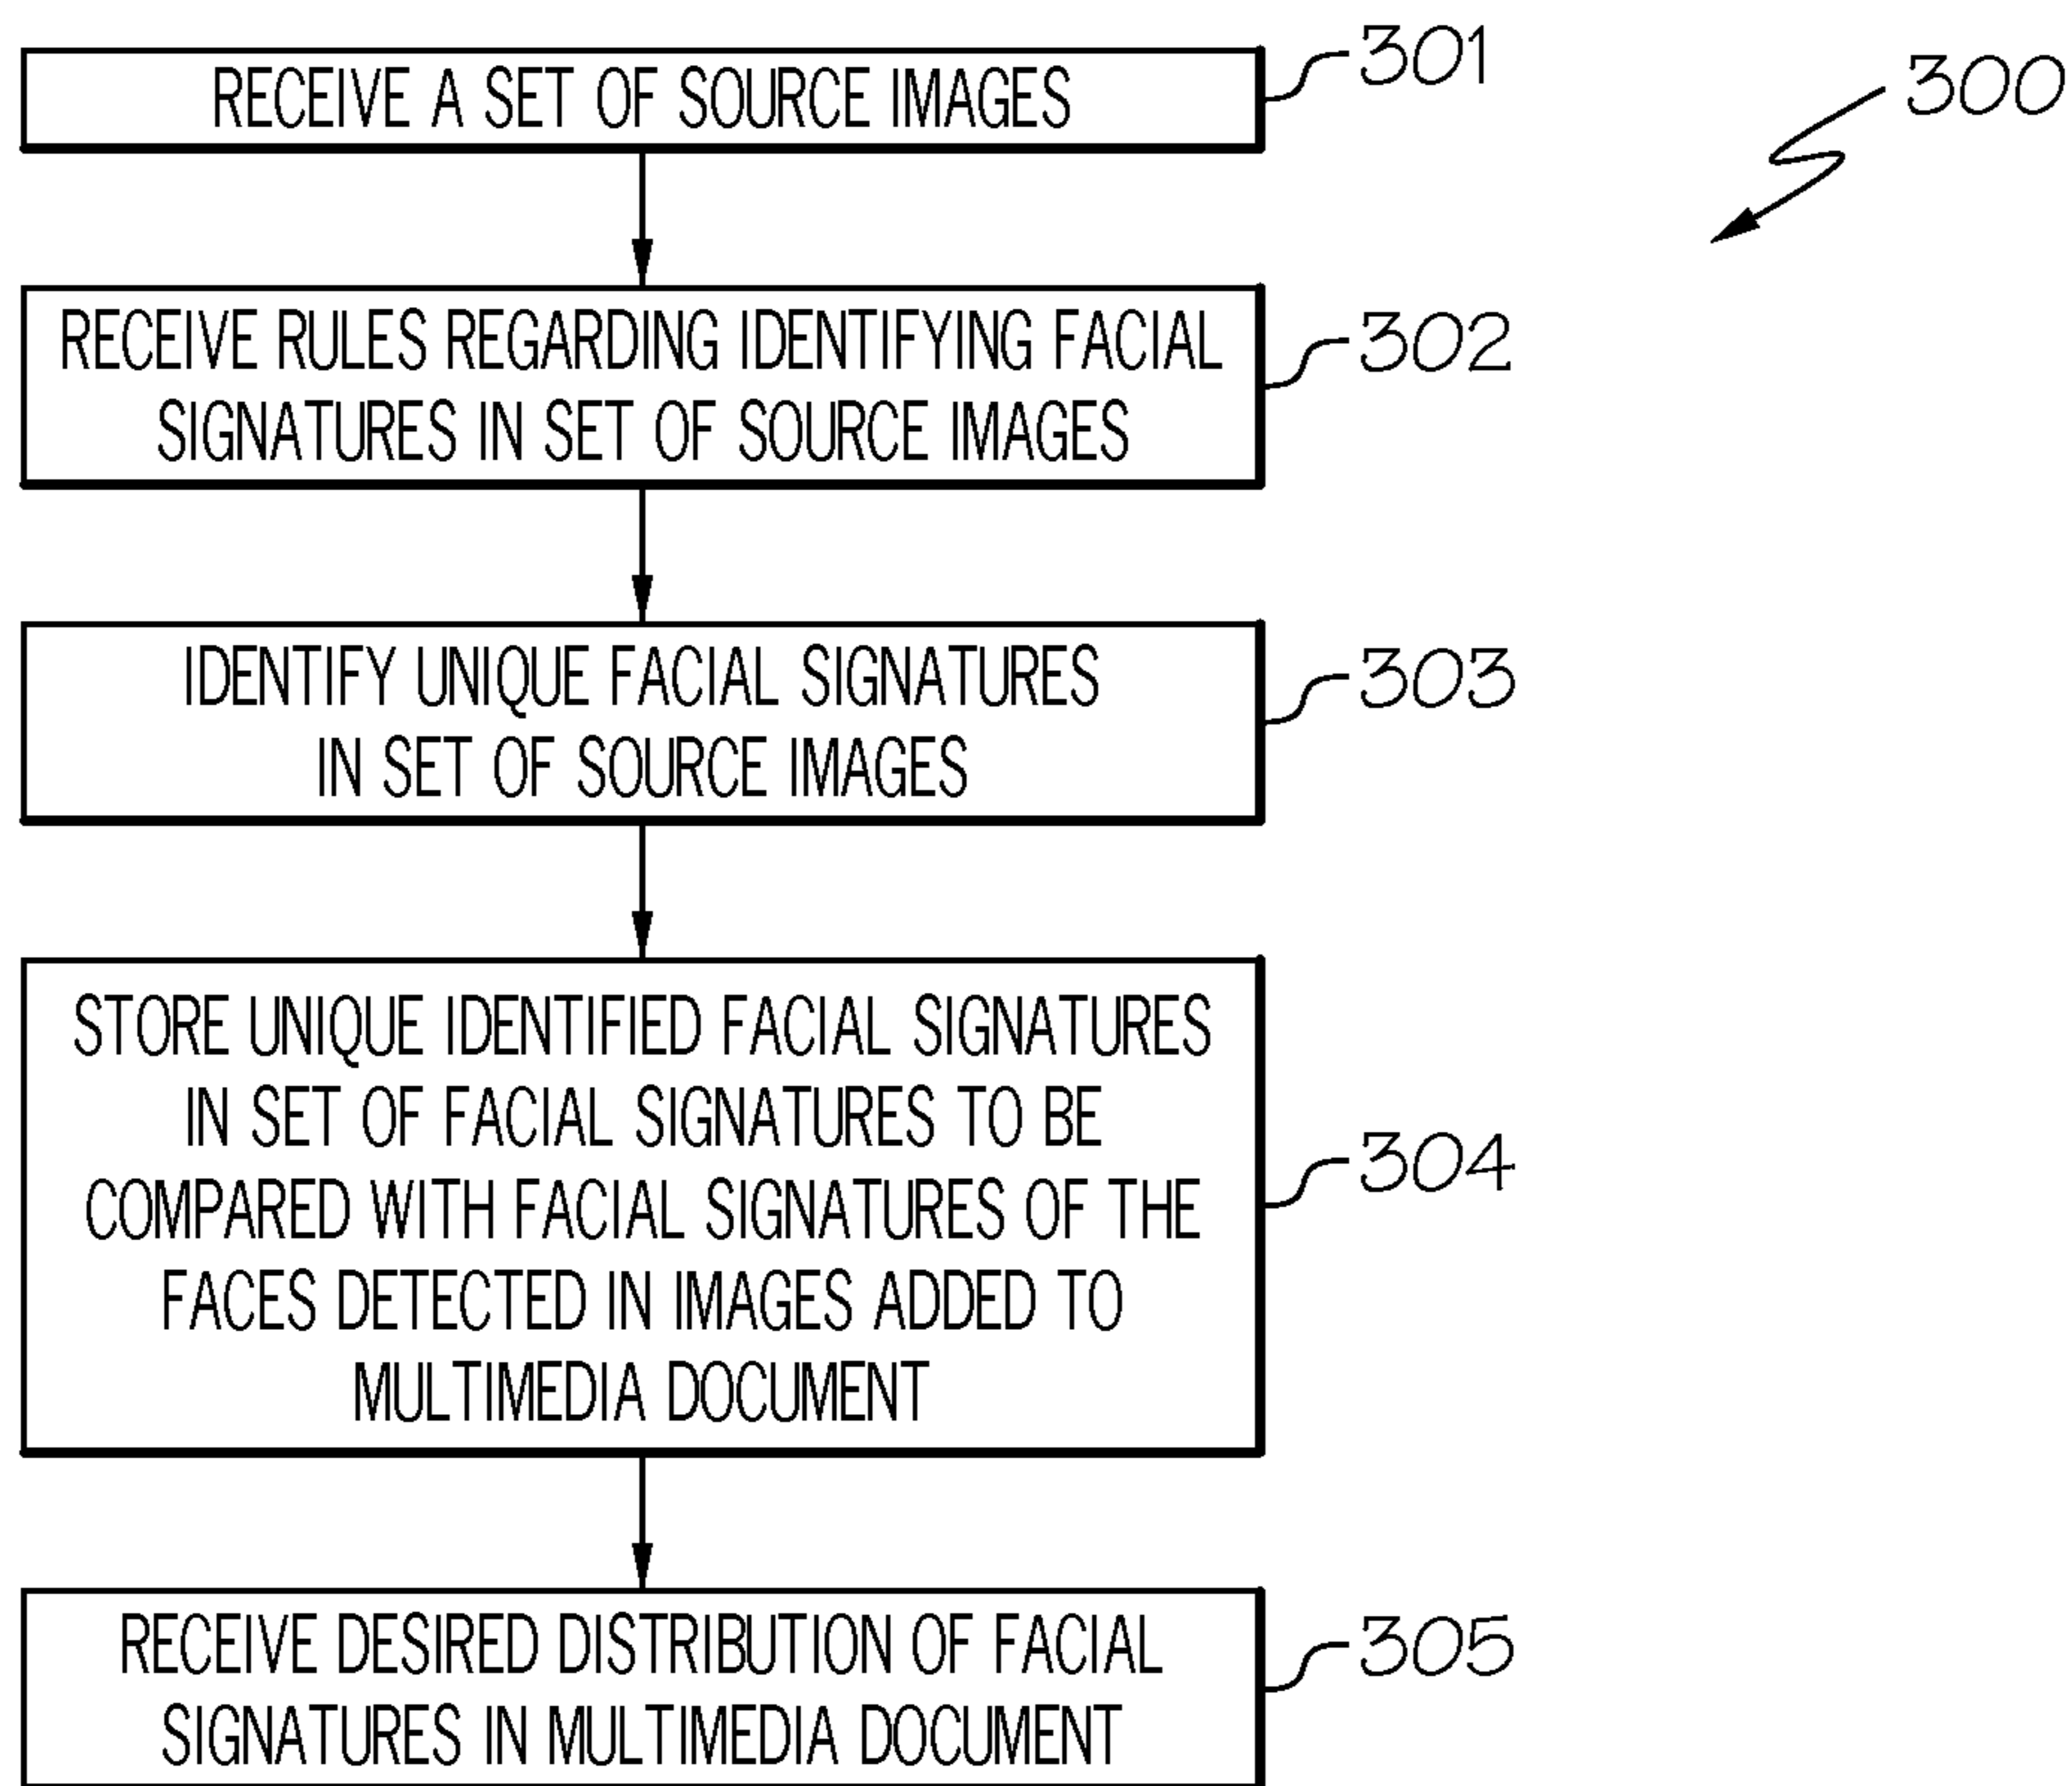 RECEIVE A SET OF SOURCE IMAGES
301
300
RECEIVE RULES REGARDING IDENTIFYING FACIAL
SIGNATURES IN SET OF SOURCE IMAGES
302
IDENTIFY UNIQUE FACIAL SIGNATURES
IN SET OF SOURCE IMAGES
303
STORE UNIQUE IDENTIFIED FACIAL SIGNATURES
IN SET OF FACIAL SIGNATURES TO BE
COMPARED WITH FACIAL SIGNATURES OF THE
FACES DETECTED IN IMAGES ADDED TO
MULTIMEDIA DOCUMENT
304
RECEIVE DESIRED DISTRIBUTION OF FACIAL
SIGNATURES IN MULTIMEDIA DOCUMENT
305